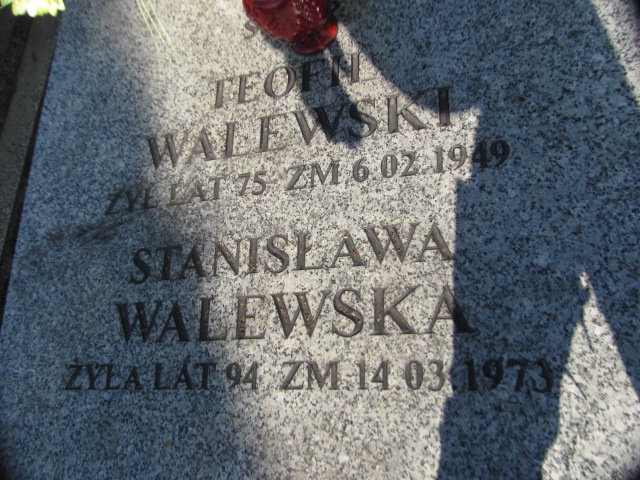 TEOFIL
WALEWSKI
ŻYŁ LAT 75 ZM 6.02.1949
STANISŁAWA
WALEWSKA
ŻYŁA LAT 94 ZM.14.03.1973